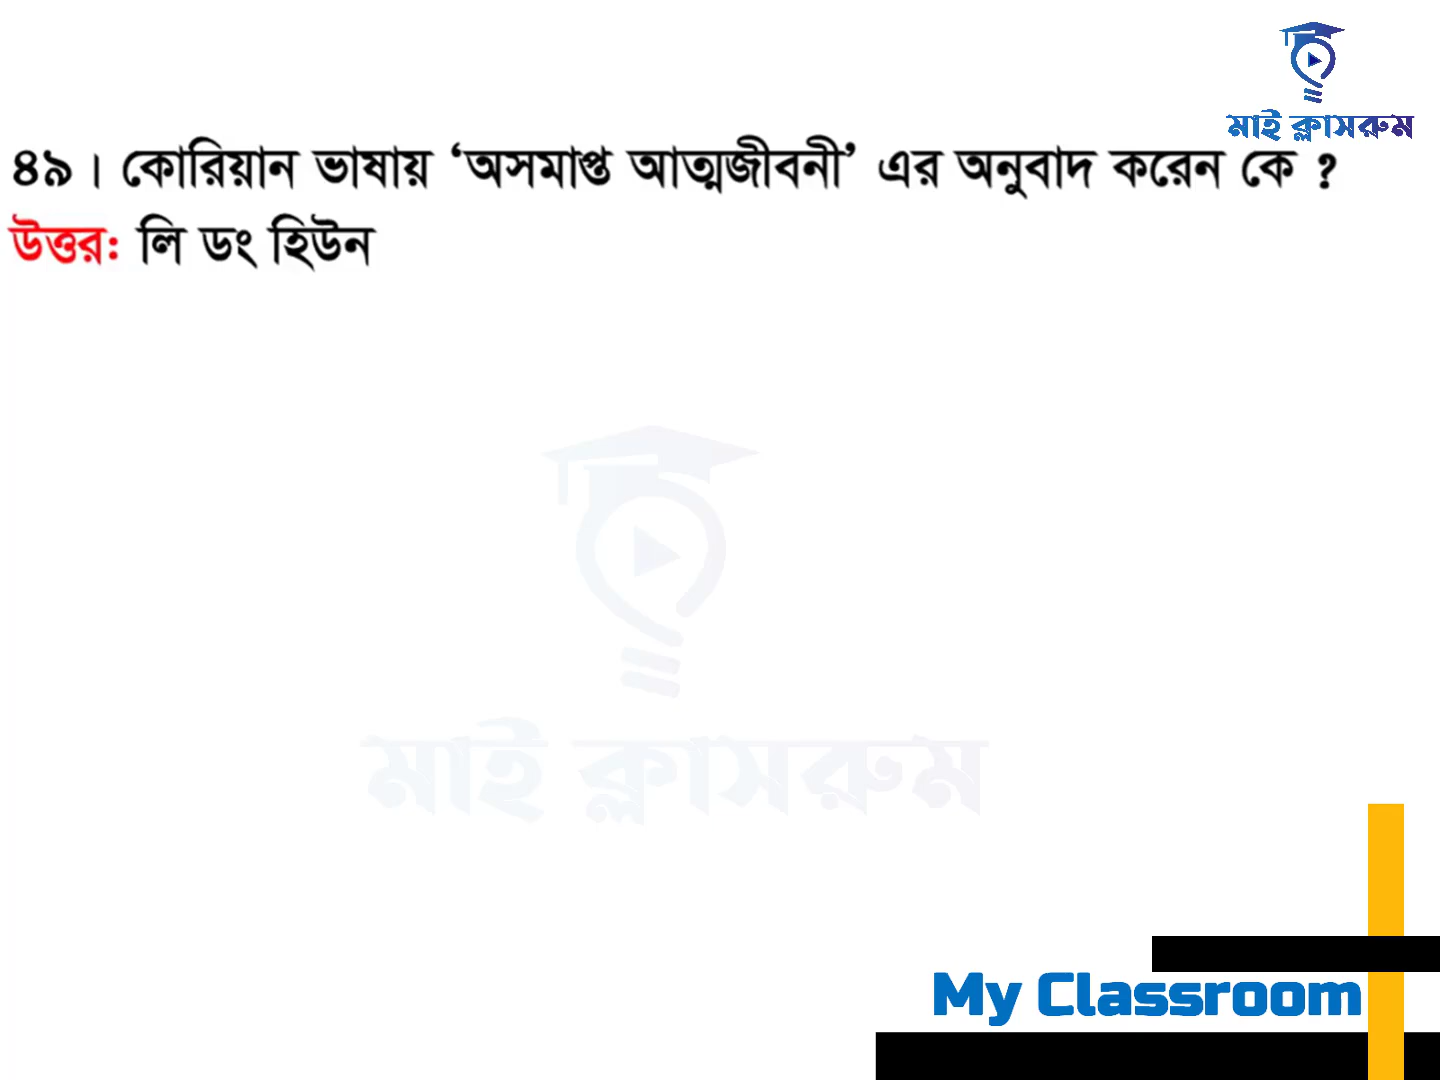 মাই ক্লাসরুম
৪৯। কোরিয়ান ভাষায় ‘অসমাপ্ত আত্মজীবনী’ এর অনুবাদ করেন কে ?
উত্তর: লি ডং হিউন
মাই ক্লাসরুম
My Classroom